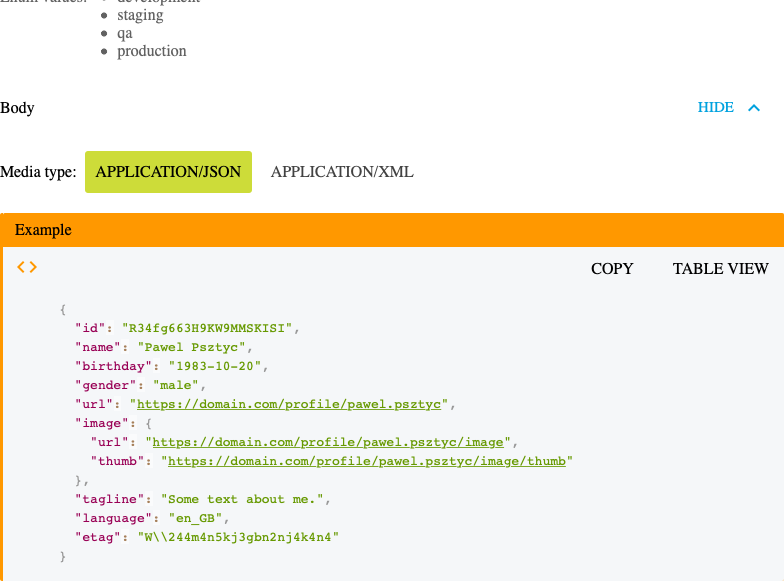 Enum values:
development
staging
qa
production
Body
HIDE
Media type: APPLICATION/JSON APPLICATION/XML
Example
<> COPY TABLE VIEW
{
"id": "R34fg663H9KW9MMSKISI",
"name": "Pawel Psztyc",
"birthday": "1983-10-20",
"gender": "male",
"url": "https://domain.com/profile/pawel.psztyc",
"image": {
"url": "https://domain.com/profile/pawel.psztyc/image",
"thumb": "https://domain.com/profile/pawel.psztyc/image/thumb"
},
"tagline": "Some text about me.",
"language": "en_GB",
"etag": "W\\244m4n5kj3gbn2nj4k4n4"
}